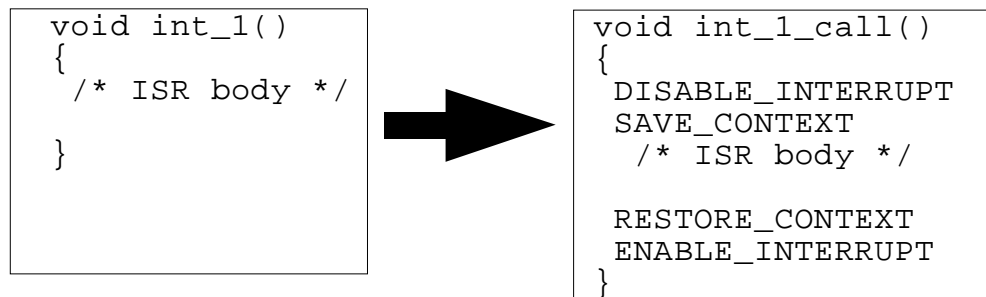 void int_1()
{
/* ISR body */
}
void int_1_call()
{
DISABLE_INTERRUPT
SAVE_CONTEXT
/* ISR body */
RESTORE_CONTEXT
ENABLE_INTERRUPT
}